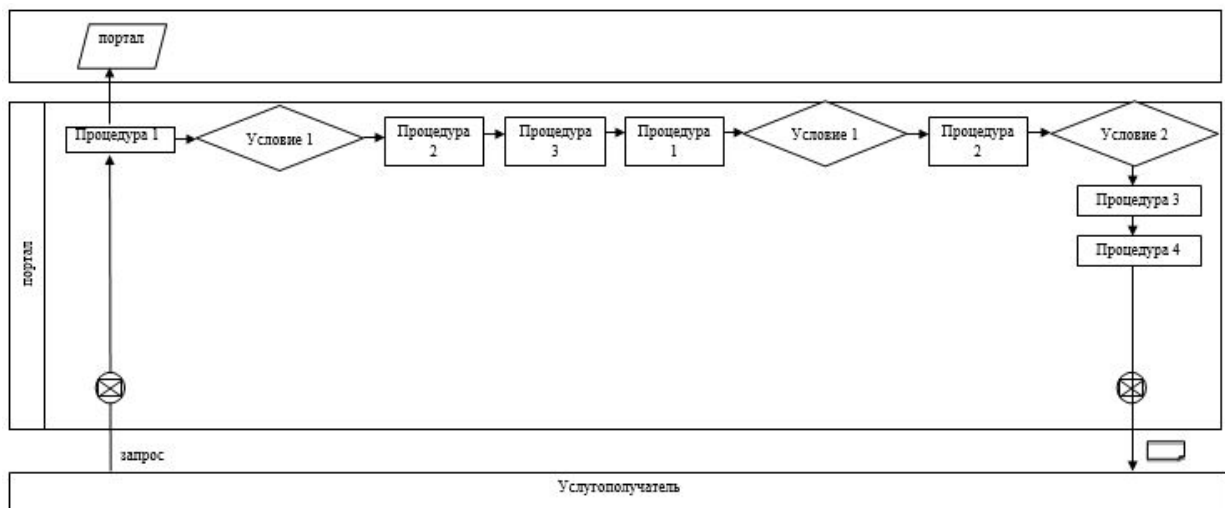 портал
Процедура 1
Условие 1
Процедура
2
Процедура
3
Процедура
1
Условие 1
Процедура
2
Условие 2
Процедура 3
Процедура 4
портал
запрос
Услугополучатель